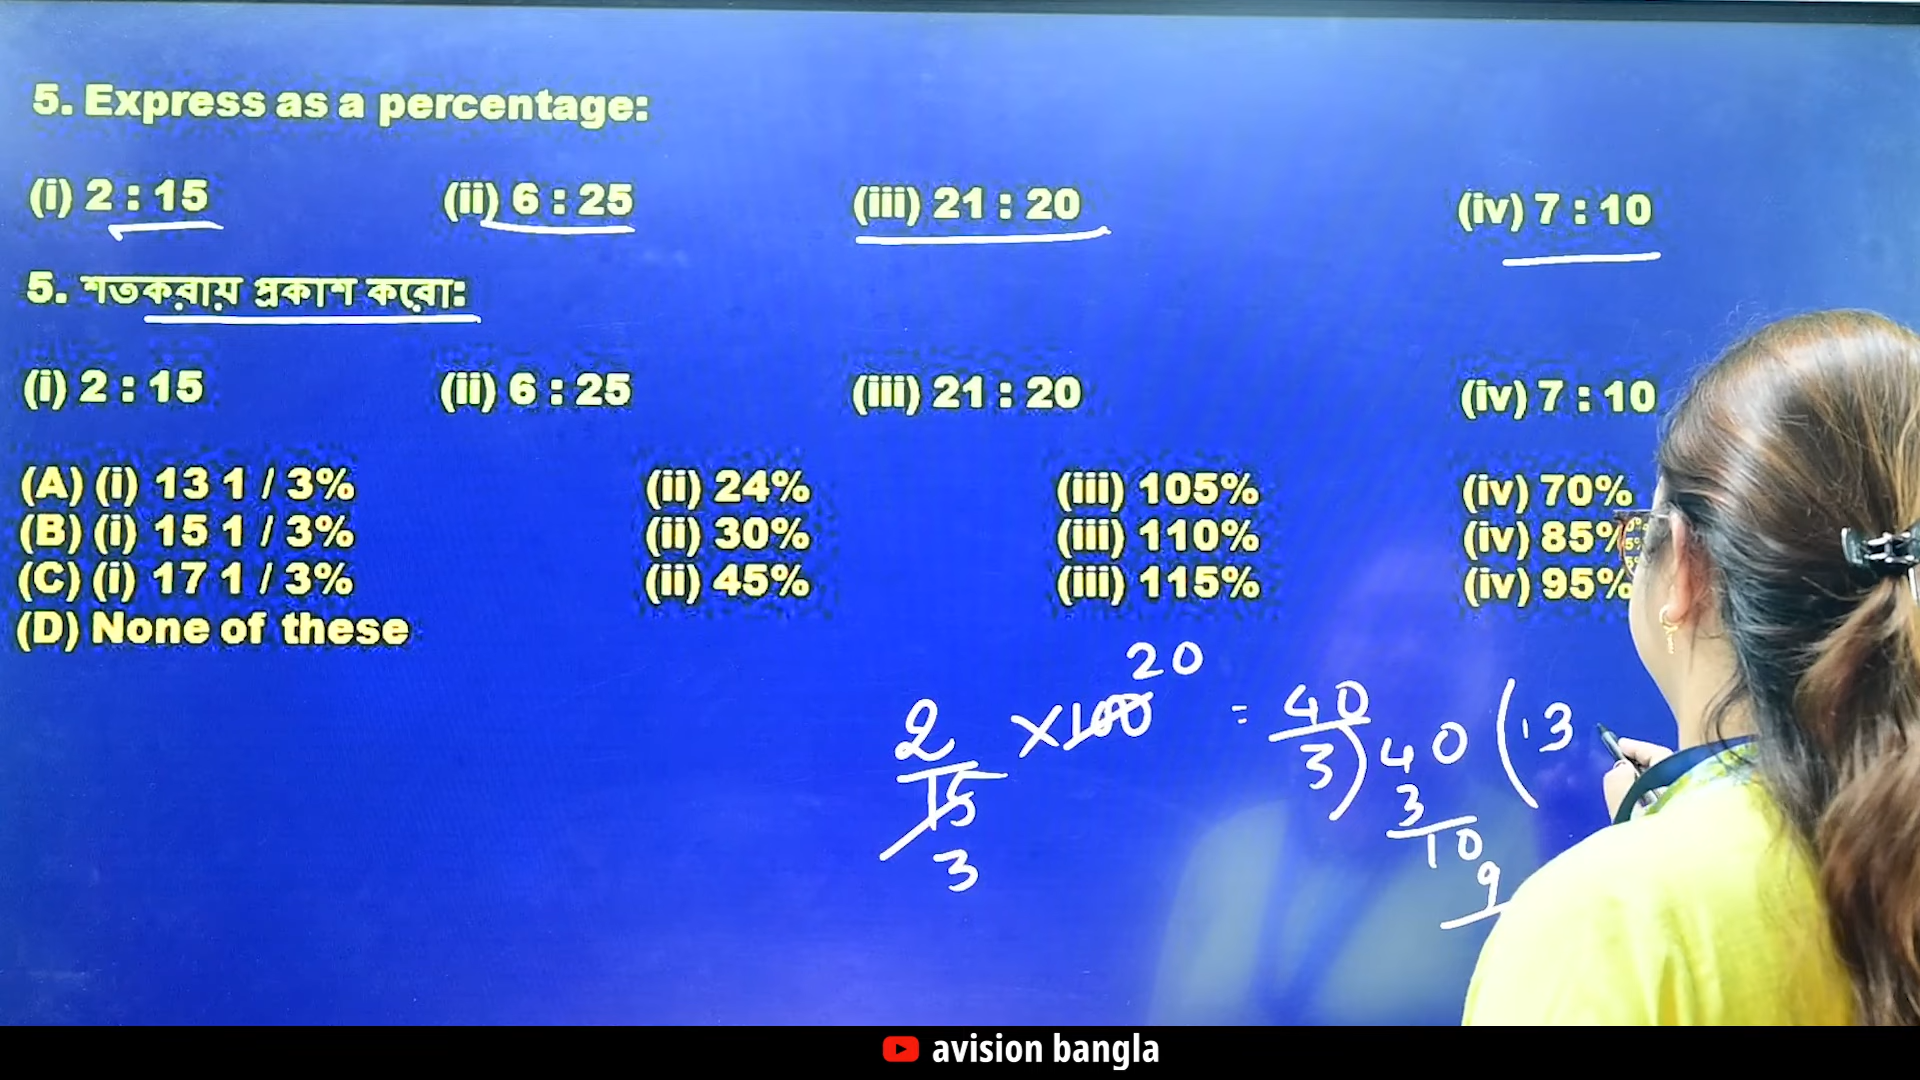 5. Express as a percentage:
(i) 2 : 15 (ii) 6 : 25 (iii) 21 : 20 (iv) 7 : 10
5. শতকরায় প্রকাশ করো:
(i) 2 : 15 (ii) 6 : 25 (iii) 21 : 20 (iv) 7 : 10
(A) (i) 13 1 / 3% (ii) 24% (iii) 105% (iv) 70%
(B) (i) 15 1 / 3% (ii) 30% (iii) 110% (iv) 85%
(C) (i) 17 1 / 3% (ii) 45% (iii) 115% (iv) 95%
(D) None of these
20
2 × 100 = 40
15 3 ) 40 ( 13
3 3
10
9
avision bangla